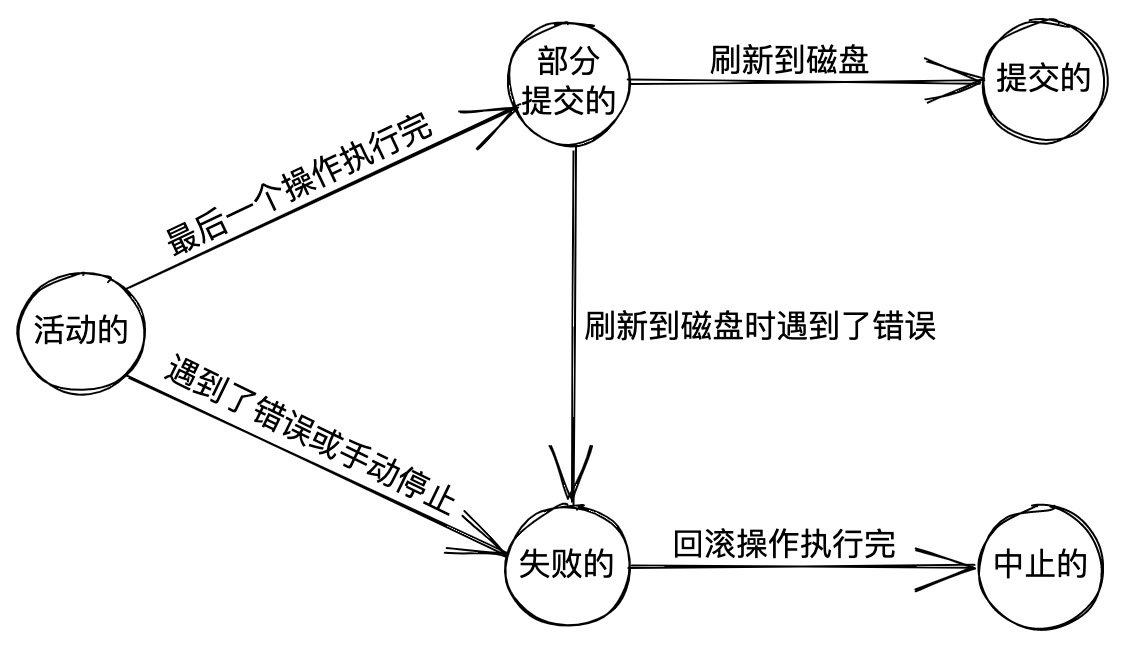 部分
提交的
刷新到磁盘
提交的
最后一个操作执行完
活动的
刷新到磁盘时遇到了错误
遇到了错误或手动停止
失败的
回滚操作执行完
中止的